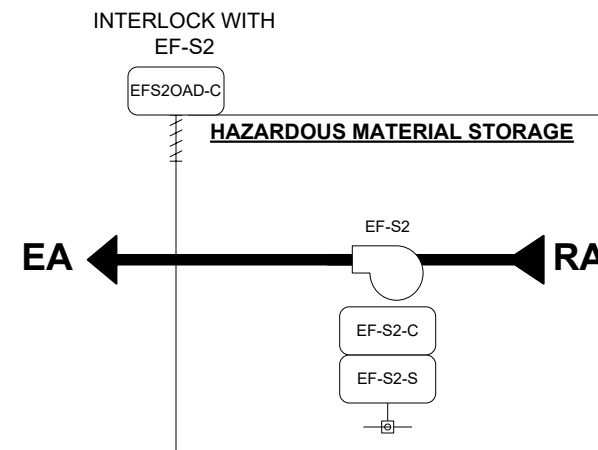 INTERLOCK WITH
EF-S2
EFS2OAD-C
HAZARDOUS MATERIAL STORAGE
EF-S2
EA
RA
EF-S2-C
EF-S2-S